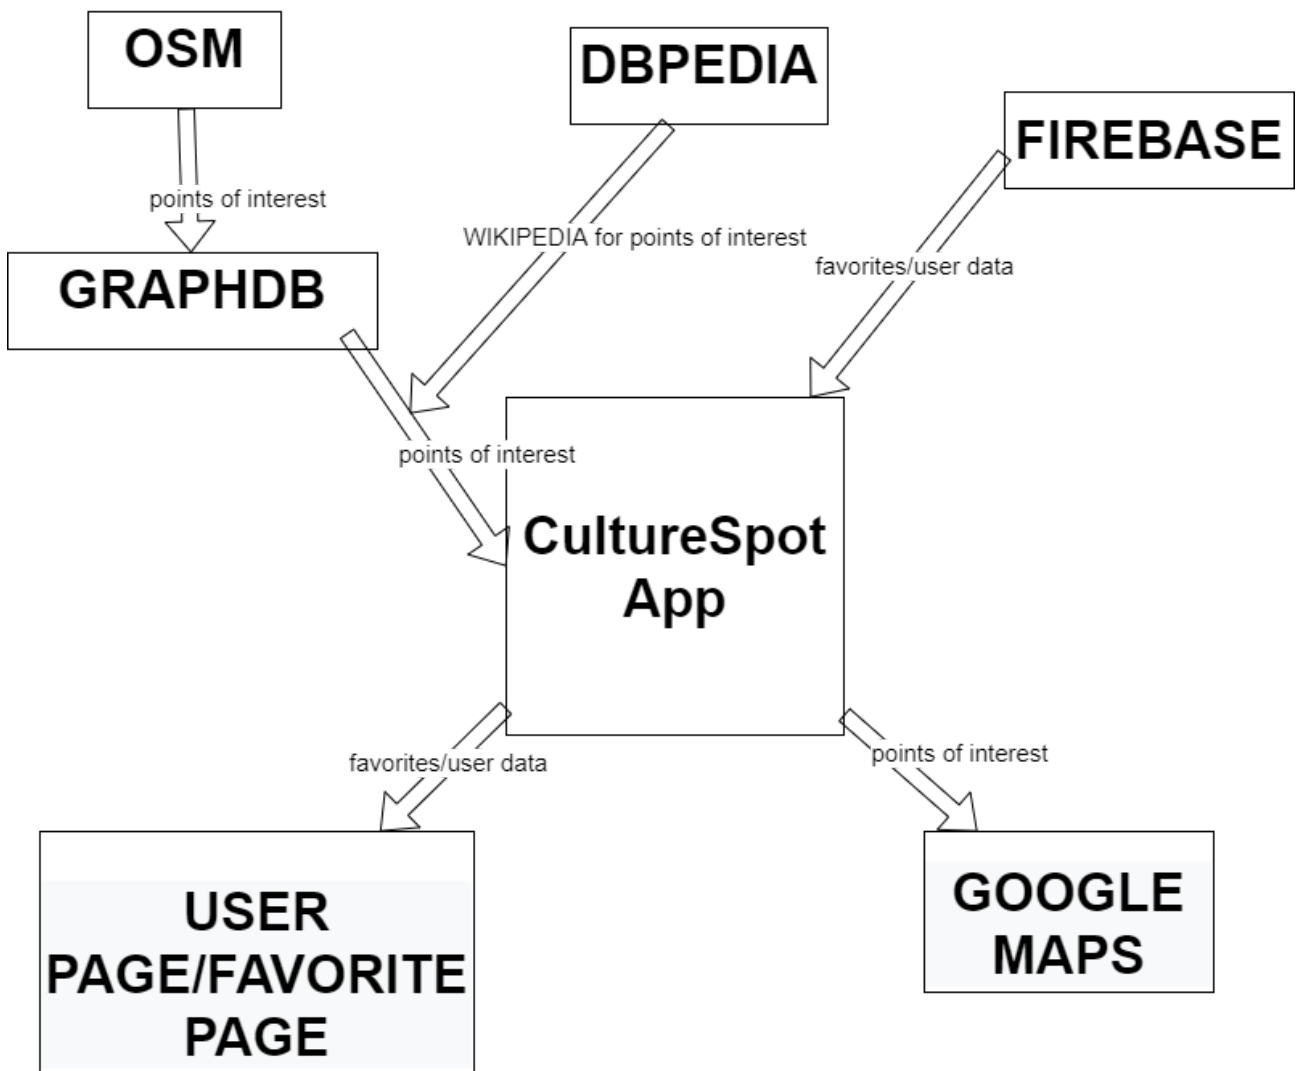 OSM
DBPEDIA
FIREBASE
points of interest
WIKIPEDIA for points of interest
favorites/user data
GRAPHDB
points of interest
CultureSpot
App
favorites/user data
points of interest
USER
PAGE/FAVORITE
PAGE
GOOGLE
MAPS